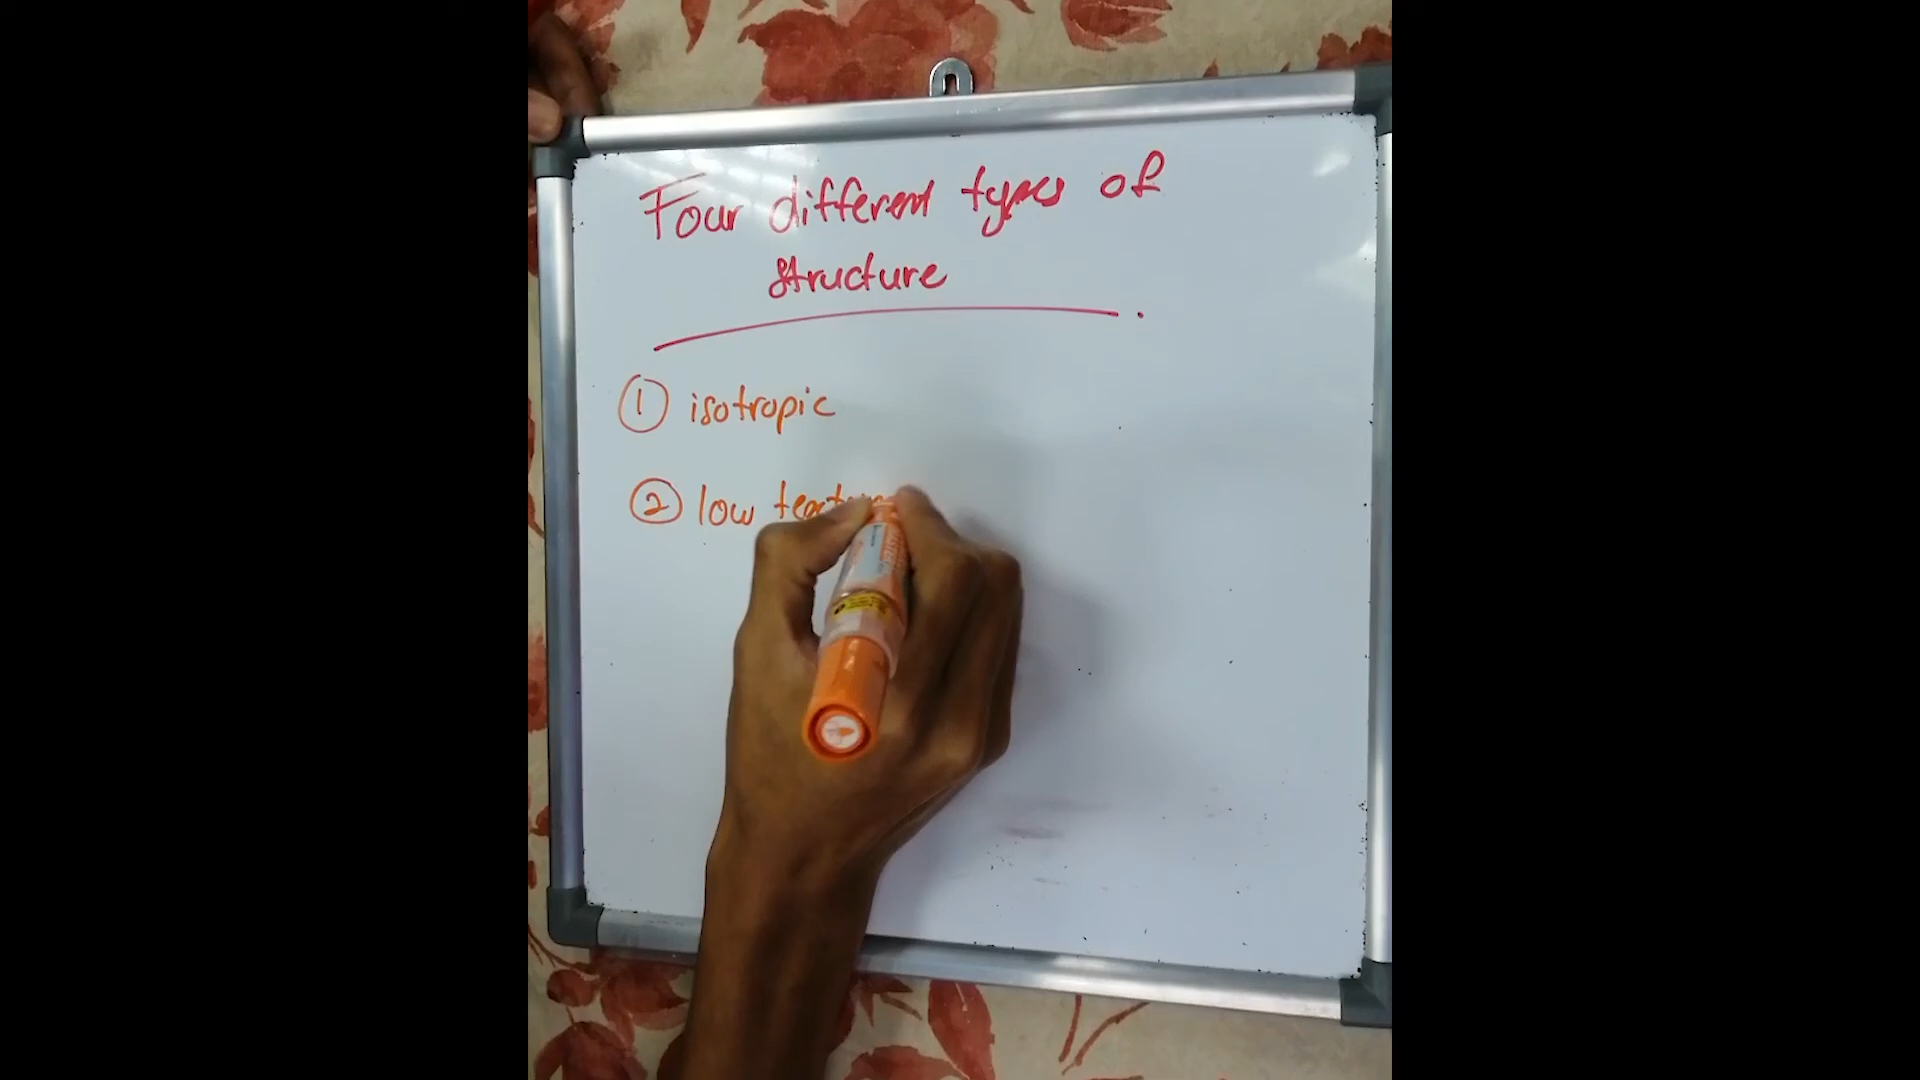 Four different types of
structure
① isotropic
② low